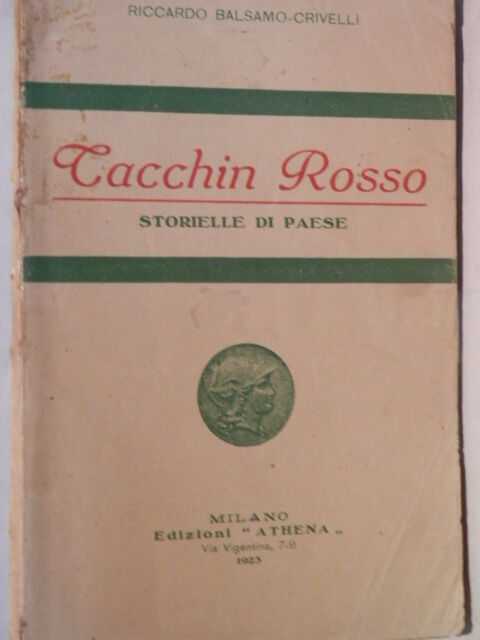 RICCARDO BALSAMO-CRIVELLI
Tacchin Rosso
STORIELLE DI PAESE
MILANO
Edizioni "ATHENA„
Via Vigentina, 7-9
1923